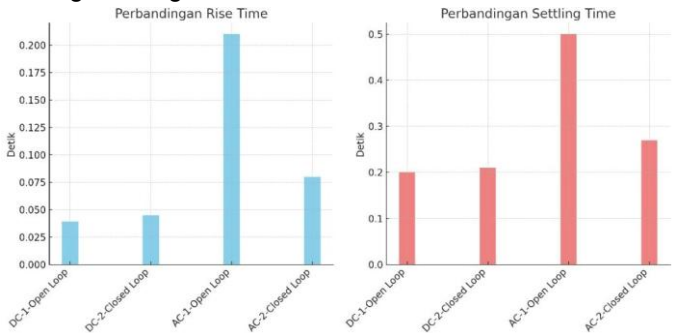 Perbandingan Rise Time
0.200
0.175
0.150
0.125
0.100
0.075
0.050
0.025
0.000
Detik
DC-1-Open Loop
DC-2-Closed Loop
AC-1-Open Loop
AC-2-Closed Loop
Perbandingan Settling Time
0.5
0.4
0.3
0.2
0.1
0.0
Detik
DC-1-Open Loop
DC-2-Closed Loop
AC-1-Open Loop
AC-2-Closed Loop